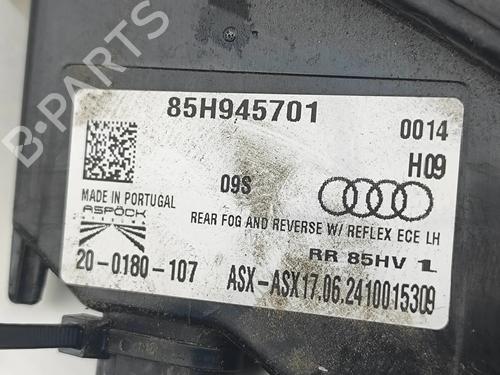 B-PARTS
85H945701
0014
H09
09S
MADE IN PORTUGAL
ASPÖCK
REAR FOG AND REVERSE W/ REFLEX ECE LH
RR 85HV 1L
20-0180-107
ASX-ASX17.06.2410015309